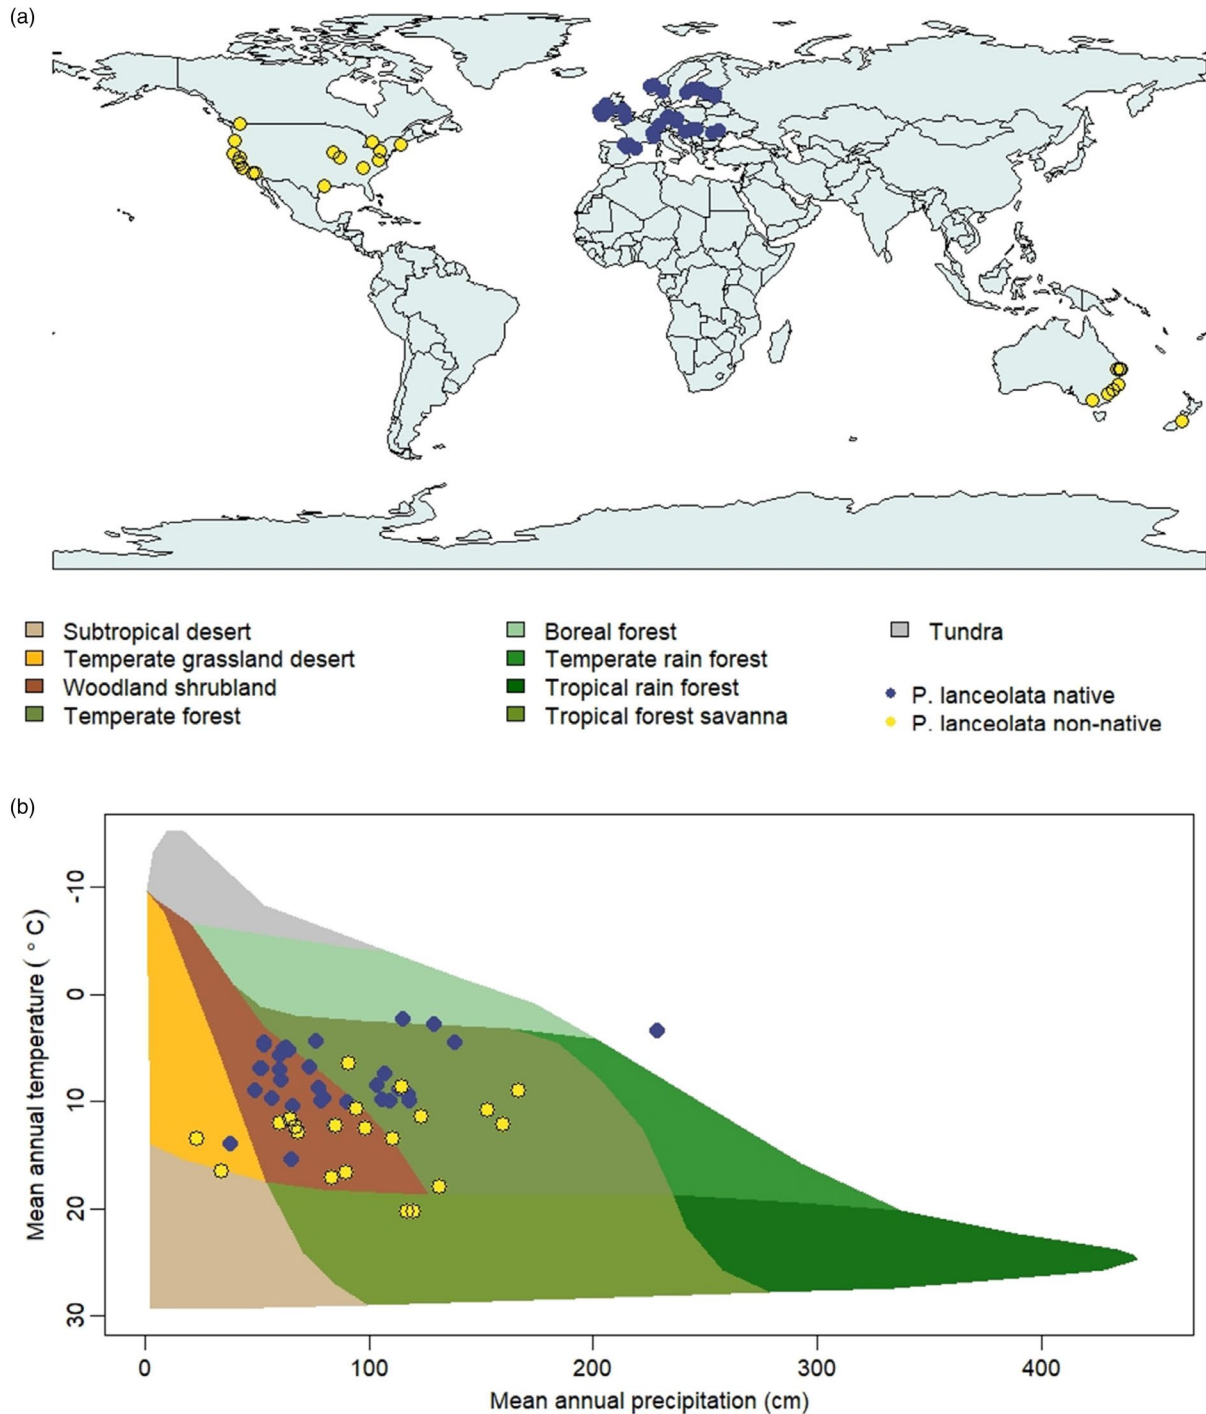 (a)
Subtropical desert
Temperate grassland desert
Woodland shrubland
Temperate forest
Boreal forest
Temperate rain forest
Tropical rain forest
Tropical forest savanna
Tundra
P. lanceolata native
P. lanceolata non-native
(b)
Mean annual temperature ( ° C)
-10
0
10
20
30
0 100 200 300 400
Mean annual precipitation (cm)